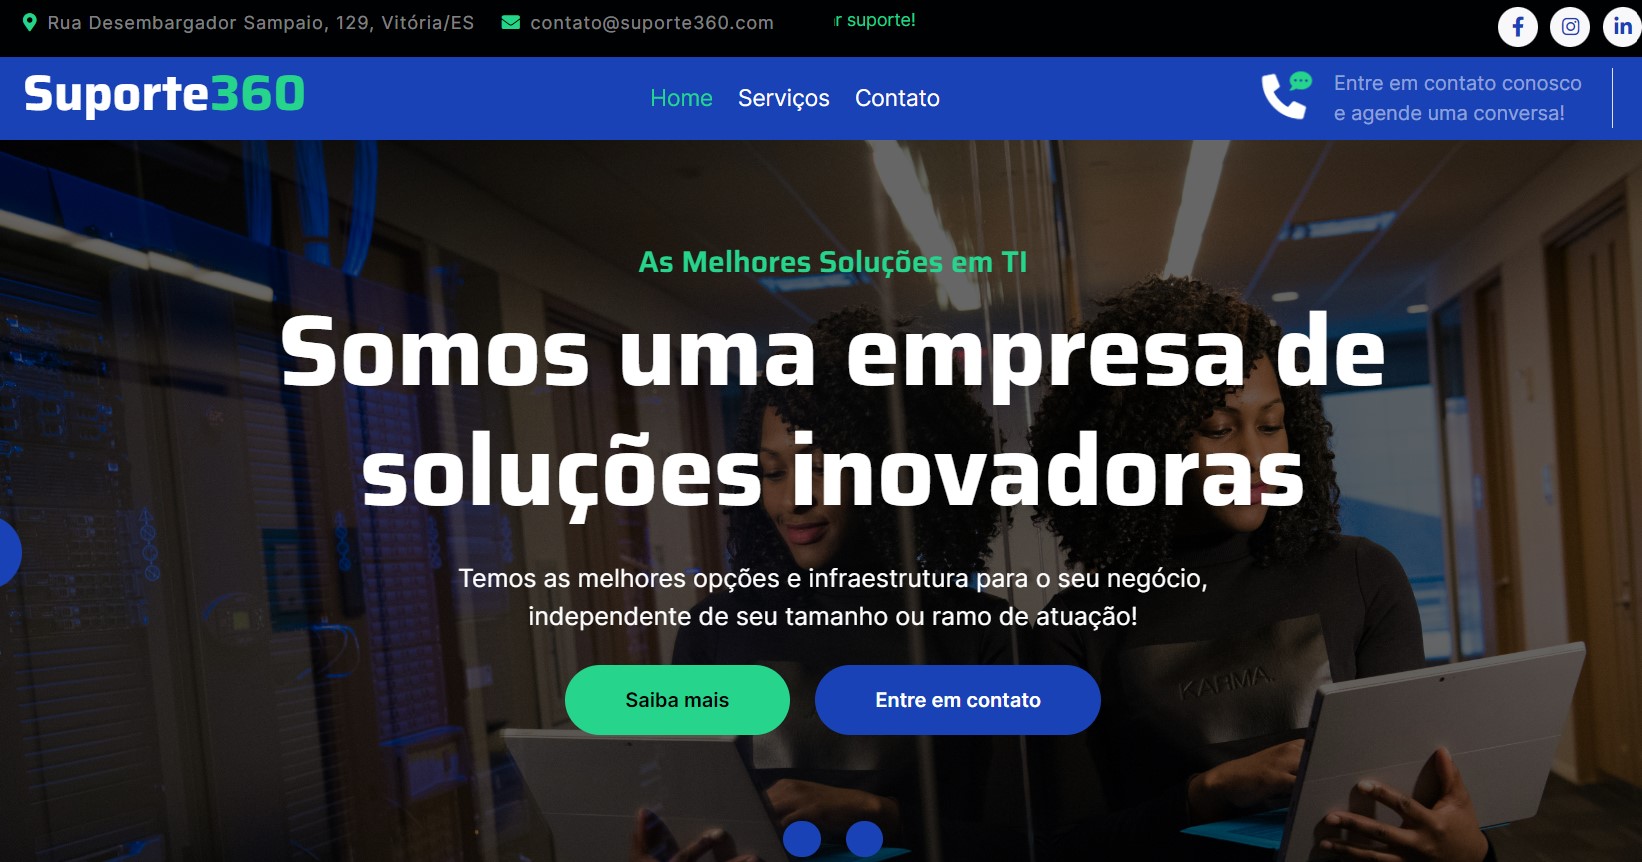 Rua Desembargador Sampaio, 129, Vitória/ES
contato@suporte360.com
suporte!
Suporte360
Home
Serviços
Contato
Entre em contato conosco
e agende uma conversa!
As Melhores Soluções em TI
Somos uma empresa de
soluções inovadoras
Temos as melhores opções e infraestrutura para o seu negócio,
independente de seu tamanho ou ramo de atuação!
Saiba mais
Entre em contato
KARMA.